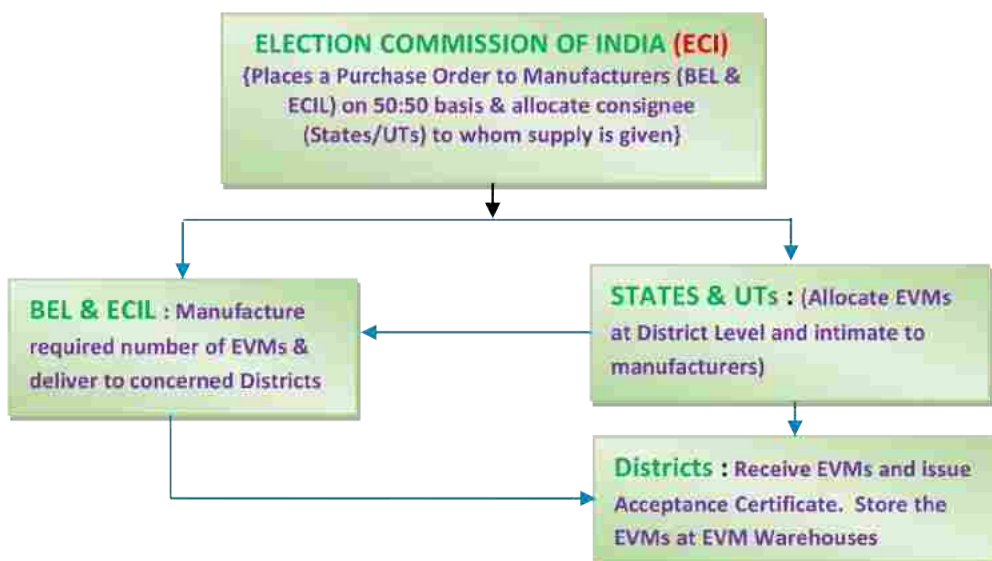 ELECTION COMMISSION OF INDIA (ECI)
{Places a Purchase Order to Manufacturers (BEL &
ECIL) on 50:50 basis & allocate consignee
(States/UTs) to whom supply is given}
BEL & ECIL : Manufacture
required number of EVMs &
deliver to concerned Districts
STATES & UTs : (Allocate EVMs
at District Level and intimate to
manufacturers)
Districts : Receive EVMs and issue
Acceptance Certificate. Store the
EVMs at EVM Warehouses